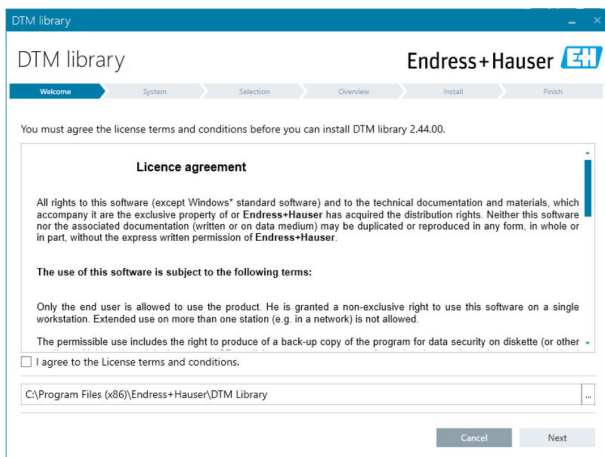 DTM library
DTM library
Endress+Hauser EH
Welcome System Selection Overview Install Finish
You must agree the license terms and conditions before you can install DTM library 2.44.00.
Licence agreement
All rights to this software (except Windows* standard software) and to the technical documentation and materials, which
accompany it are the exclusive property of or Endress+Hauser has acquired the distribution rights. Neither this software
nor the associated documentation (written or on data medium) may be duplicated or reproduced in any form, in whole or
in part, without the express written permission of Endress+Hauser.
The use of this software is subject to the following terms:
Only the end user is allowed to use the product. He is granted a non-exclusive right to use this software on a single
workstation. Extended use on more than one station (e.g. in a network) is not allowed.
The permissible use includes the right to produce of a back-up copy of the program for data security on diskette (or other
I agree to the License terms and conditions.
C:\Program Files (x86)\Endress+Hauser\DTM Library
...
Cancel Next